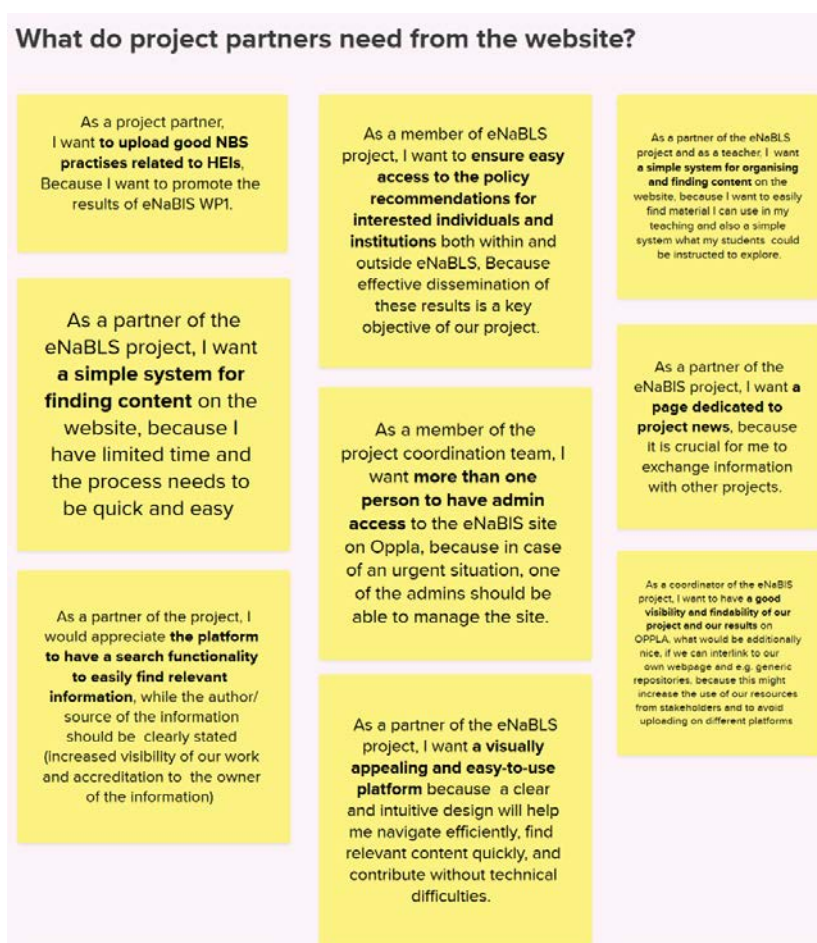 What do project partners need from the website?
As a project partner,
I want to upload good NBS
practises related to HEIs,
Because I want to promote the
results of eNaBlS WP1.
As a partner of the
eNaBLS project, I want
a simple system for
finding content on the
website, because I
have limited time and
the process needs to
be quick and easy
As a partner of the project, I
would appreciate the platform
to have a search functionality
to easily find relevant
information, while the author/
source of the information
should be clearly stated
(increased visibility of our work
and accreditation to the owner
of the information)
As a member of eNaBLS
project, I want to ensure easy
access to the policy
recommendations for
interested individuals and
institutions both within and
outside eNaBLS, Because
effective dissemination of
these results is a key
objective of our project.
As a member of the
project coordination team, I
want more than one
person to have admin
access to the eNaBlS site
on Oppla, because in case
of an urgent situation, one
of the admins should be
able to manage the site.
As a partner of the eNaBLS
project, I want a visually
appealing and easy-to-use
platform because a clear
and intuitive design will help
me navigate efficiently, find
relevant content quickly, and
contribute without technical
difficulties.
As a partner of the eNaBLS
project and as a teacher, I want
a simple system for organising
and finding content on the
website, because I want to easily
find material I can use in my
teaching and also a simple
system what my students could
be instructed to explore.
As a partner of the
eNaBlS project, I want a
page dedicated to
project news, because
it is crucial for me to
exchange information
with other projects.
As a coordinator of the eNaBlS
project, I want to have a good
visibility and findability of our
project and our results on
OPPLA, what would be additionally
nice, if we can interlink to our
own webpage and e.g. generic
repositories, because this might
increase the use of our resources
from stakeholders and to avoid
uploading on different platforms